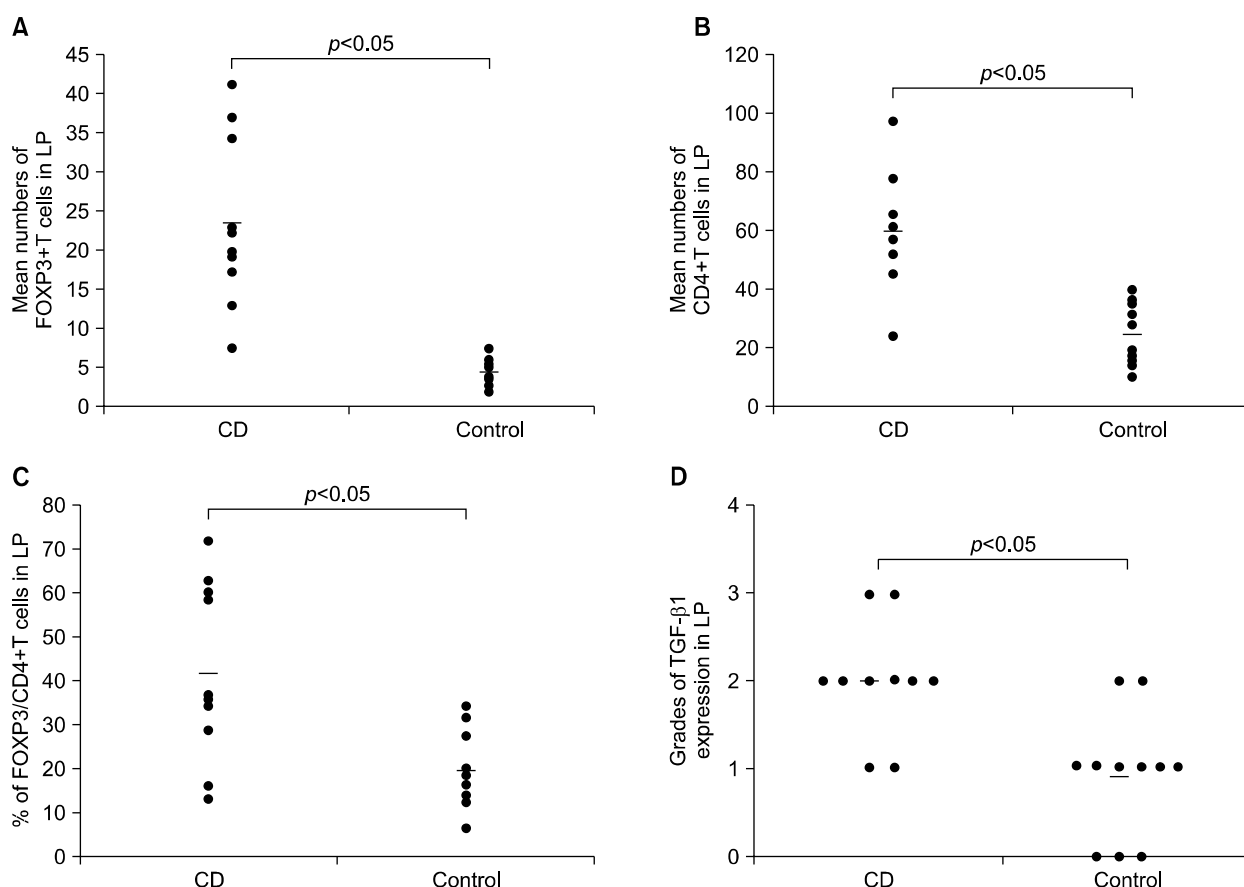 A
p<0.05
45
40
35
30
25
20
15
10
5
0
Mean numbers of
FOXP3+T cells in LP
CD
Control
B
p<0.05
120
100
80
60
40
20
0
Mean numbers of
CD4+T cells in LP
CD
Control
C
p<0.05
80
70
60
50
40
30
20
10
0
% of FOXP3/CD4+T cells in LP
CD
Control
D
p<0.05
4
3
2
1
0
Grades of TGF-β1
expression in LP
CD
Control